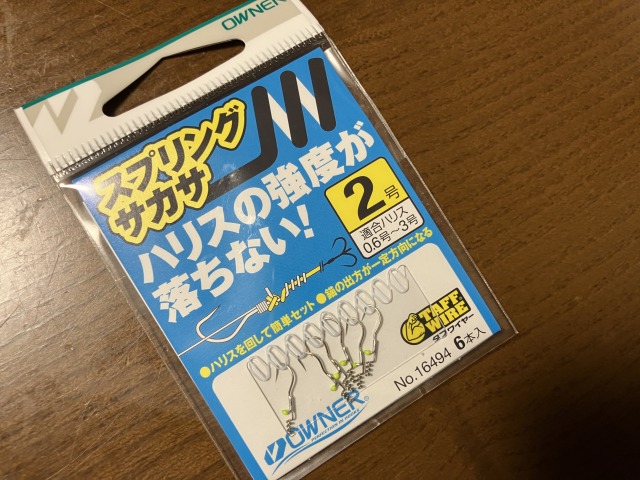 OWNER
スプリング
サカサ
ハリスの強度が
落ちない!
2号
適合ハリス
0.6号〜3号
●ハリスを回して簡単セット●錨の出方が一定方向になる
TAFF
WIRE
タフワイヤー
No.16494 6本入
OWNER